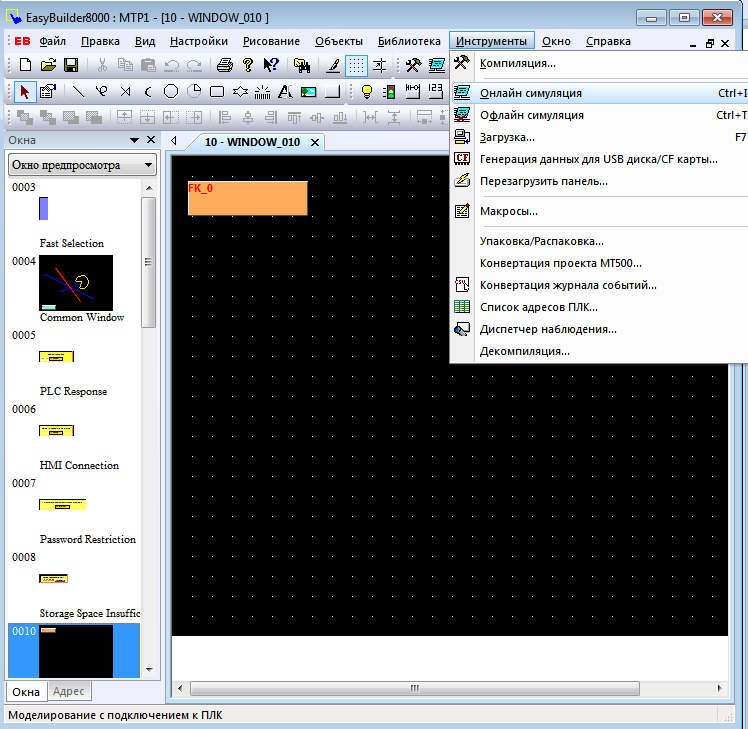 EasyBuilder8000 : MTP1 - [10 - WINDOW_010 ]
EB Файл Правка Вид Настройки Рисование Объекты Библиотека Инструменты Окно Справка
Компиляция...
Онлайн симуляция Ctrl+I
Офлайн симуляция Ctrl+T
Загрузка... F7
Генерация данных для USB диска/CF карты...
Перезагрузить панель...
Макросы...
Упаковка/Распаковка...
Конвертация проекта МТ500...
Конвертация журнала событий...
Список адресов ПЛК...
Диспетчер наблюдения...
Декомпиляция...
Окна
10 - WINDOW_010
Окно предпросмотра
FK_0
0003
Fast Selection
0004
Common Window
0005
PLC Response
0006
HMI Connection
0007
Password Restriction
0008
Storage Space Insuffic
0010
Окна Адрес
Моделирование с подключением к ПЛК